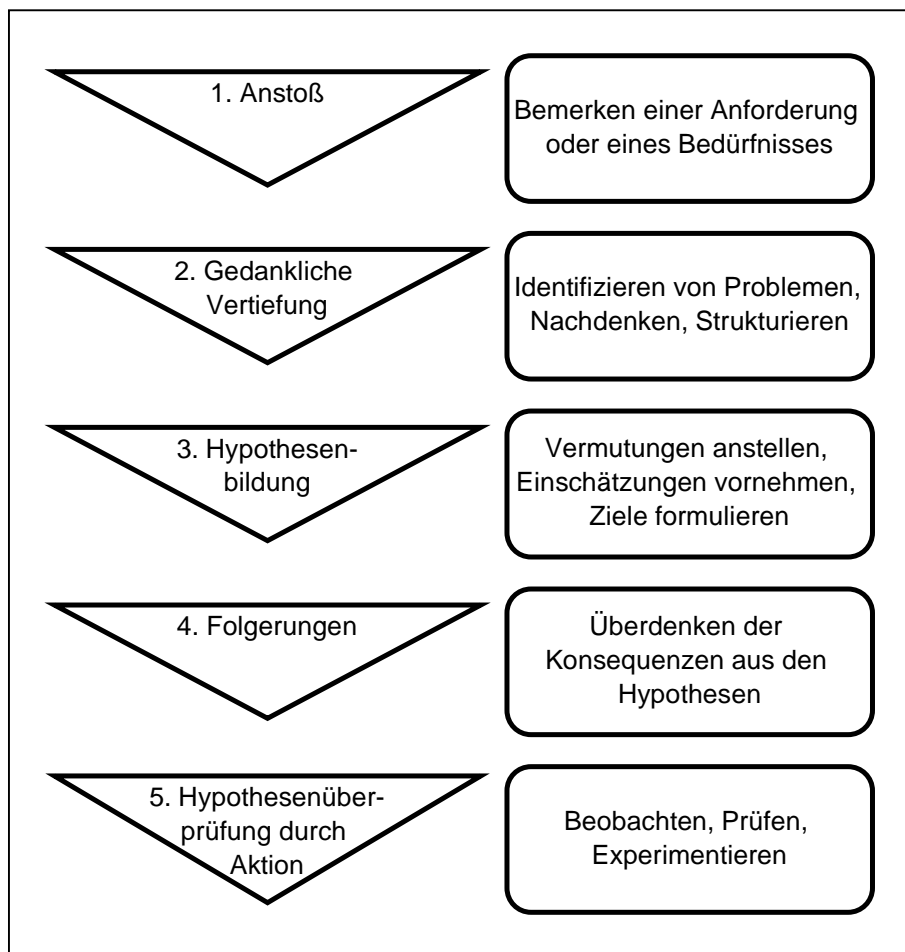 1. Anstoß
Bemerken einer Anforderung
oder eines Bedürfnisses
2. Gedankliche
Vertiefung
Identifizieren von Problemen,
Nachdenken, Strukturieren
3. Hypothesen-
bildung
Vermutungen anstellen,
Einschätzungen vornehmen,
Ziele formulieren
4. Folgerungen
Überdenken der
Konsequenzen aus den
Hypothesen
5. Hypothesenüber-
prüfung durch
Aktion
Beobachten, Prüfen,
Experimentieren